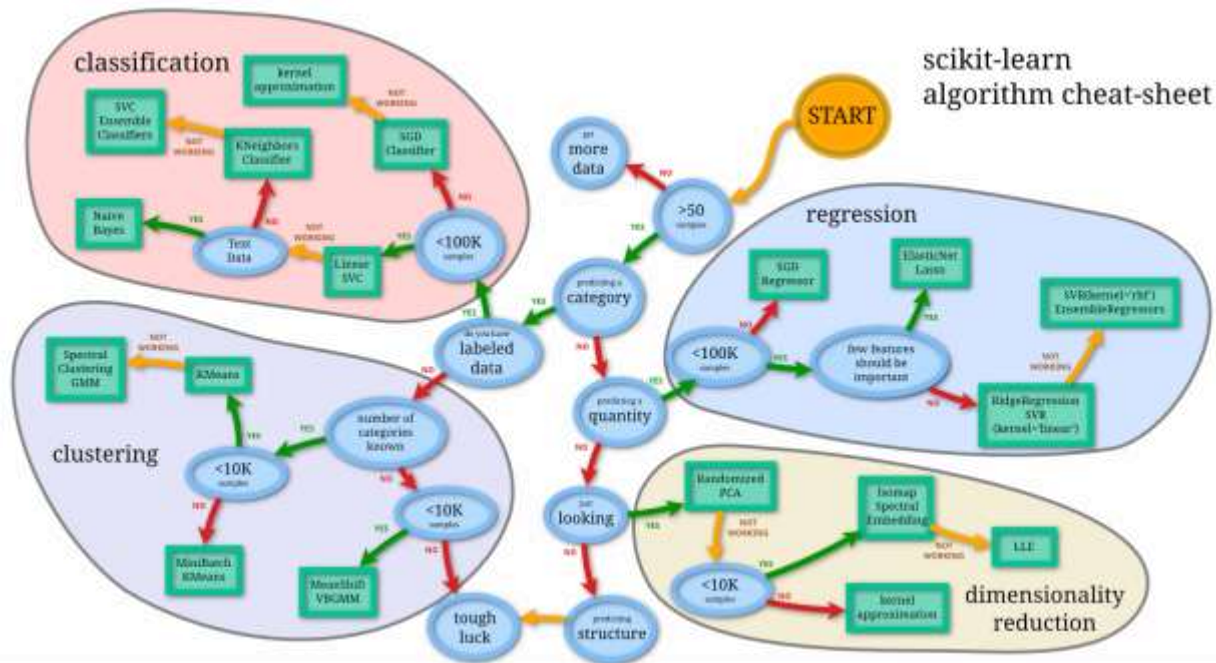 scikit-learn
algorithm cheat-sheet
START
get
more
data
NO
>50
samples
YES
predicting a
category
YES
NO
do you have
labeled
data
YES
NO
predicting a
quantity
YES
NO
just
looking
YES
NO
predicting
structure
tough
luck
classification
kernel
approximation
NOT
WORKING
SVC
Ensemble
Classifiers
NOT
WORKING
KNeighbors
Classifier
SGD
Classifier
NO
Naive
Bayes
YES
NO
Text
Data
NOT
WORKING
Linear
SVC
YES
<100K
samples
regression
SGD
Regressor
NO
<100K
samples
YES
ElasticNet
Lasso
YES
few features
should be
important
NO
SVR(kernel='rbf')
EnsembleRegressors
NOT
WORKING
RidgeRegression
SVR
(kernel='linear')
clustering
Spectral
Clustering
GMM
NOT
WORKING
KMeans
YES
<10K
samples
NO
MiniBatch
KMeans
YES
number of
categories
known
NO
<10K
samples
YES
NO
MeanShift
VBGMM
dimensionality
reduction
Randomized
PCA
NOT
WORKING
<10K
samples
YES
NO
Isomap
Spectral
Embedding
NOT
WORKING
LLE
kernel
approximation